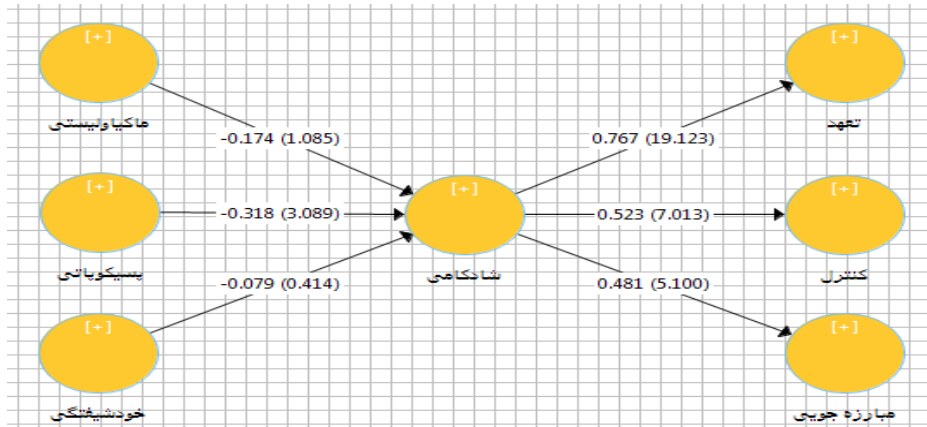 [+]
ماکیاولیستی
[+]
پسیکوپاتی
[+]
خودشیفتگی
-0.174 (1.085)
-0.318 (3.089)
-0.079 (0.414)
[+]
شادکامی
0.767 (19.123)
0.523 (7.013)
0.481 (5.100)
[+]
تعهد
[+]
کنترل
[+]
مبارزه جویی